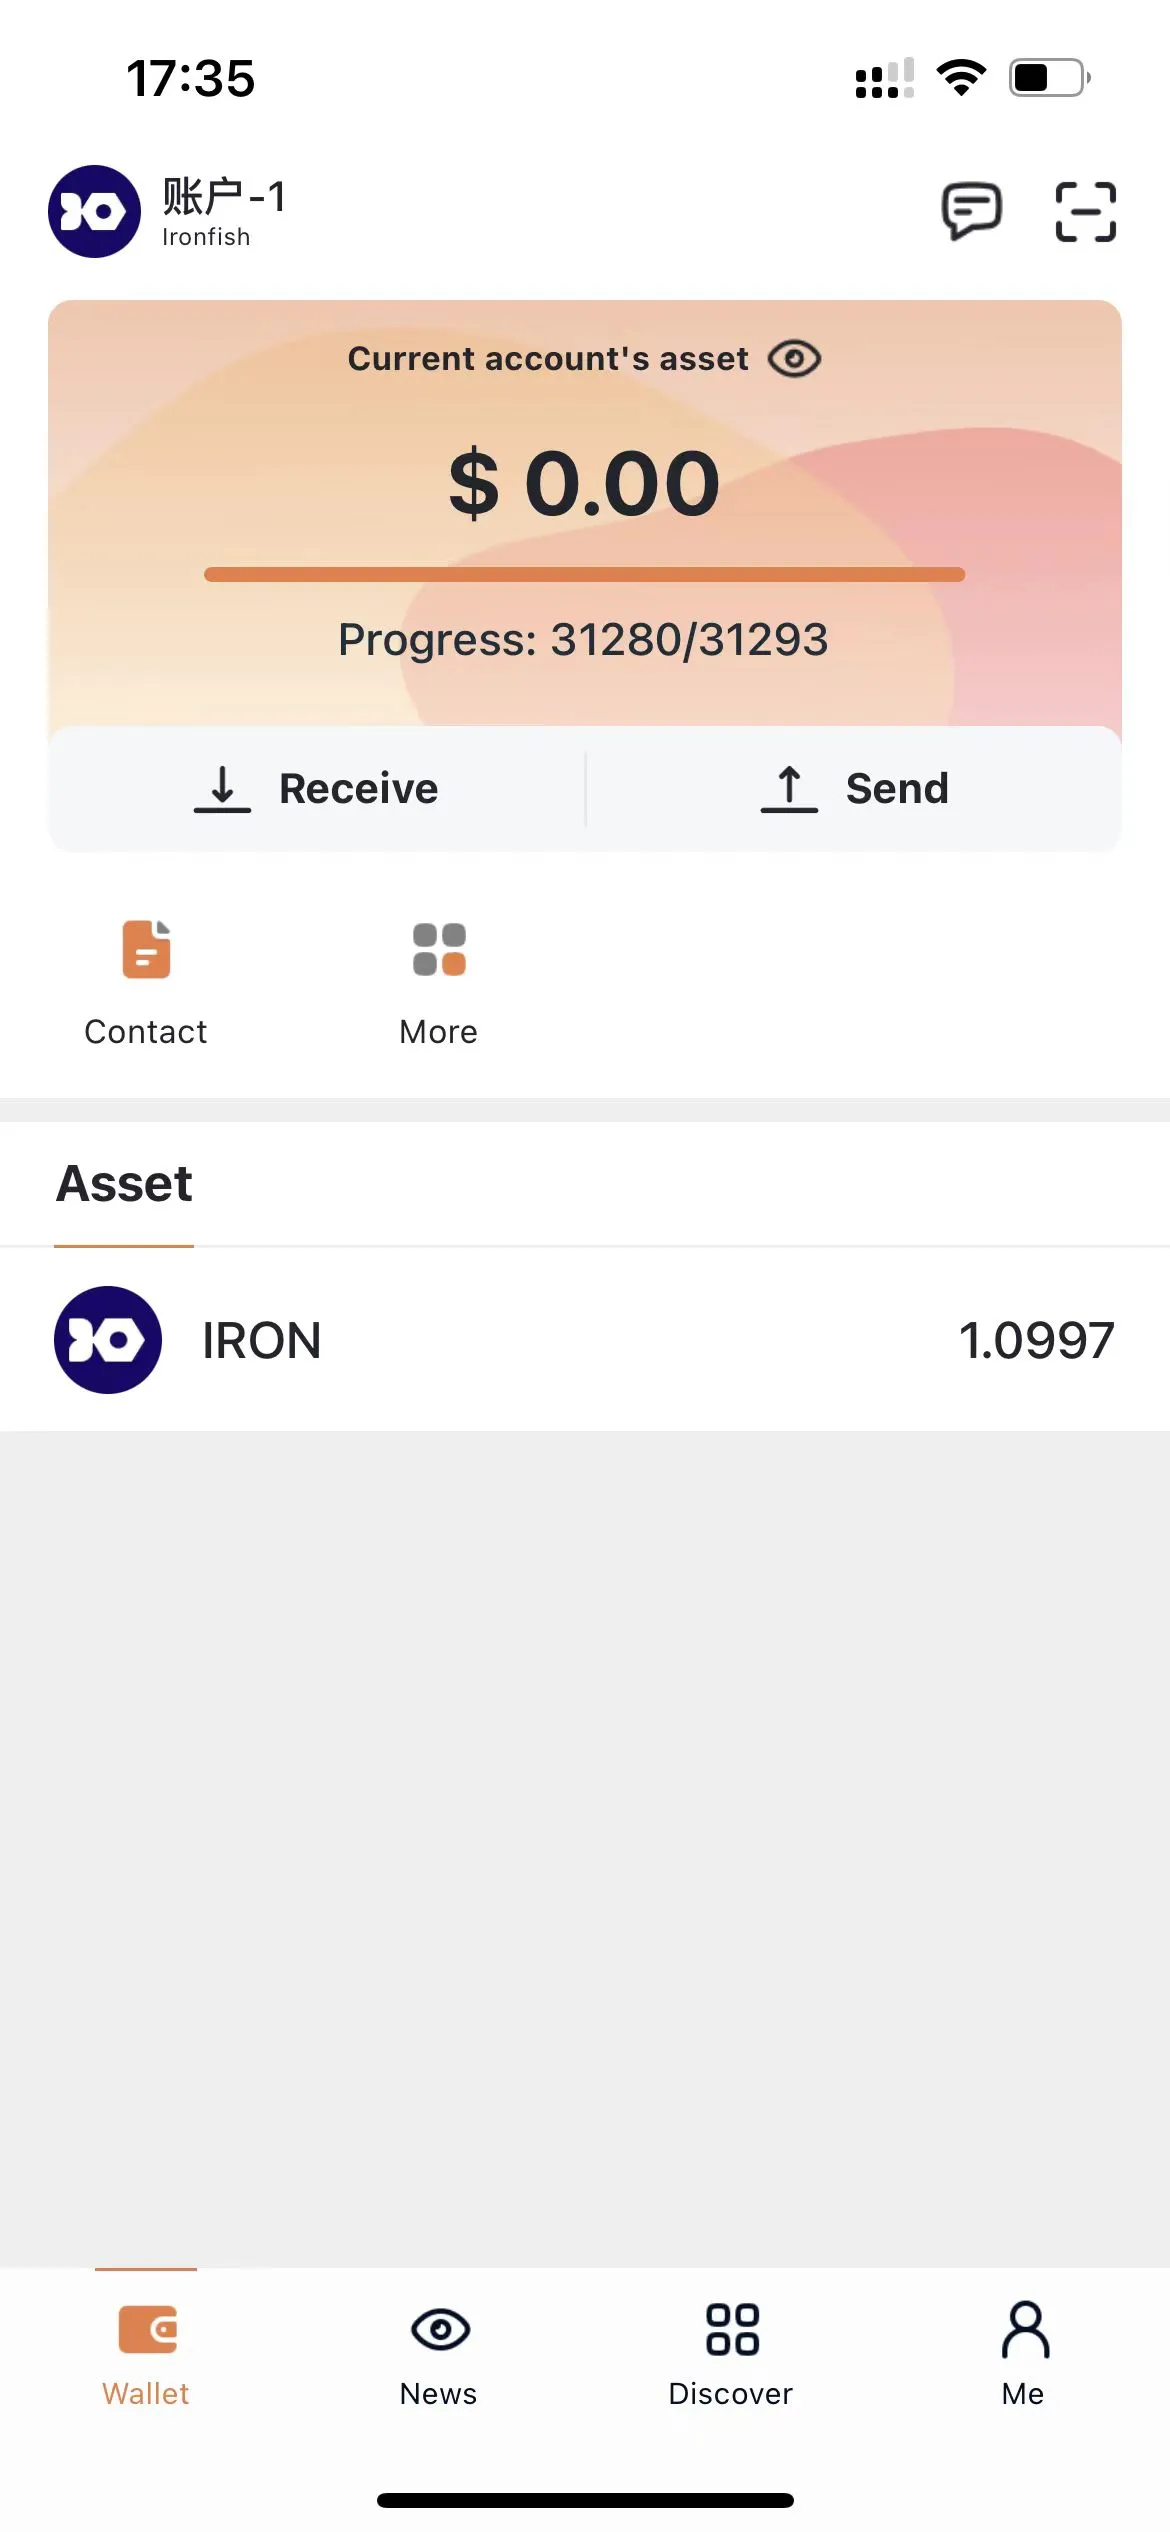 17:35
账户-1
Ironfish
Current account's asset
$ 0.00
Progress: 31280/31293
Receive
Send
Contact
More
Asset
IRON
1.0997
Wallet
News
Discover
Me